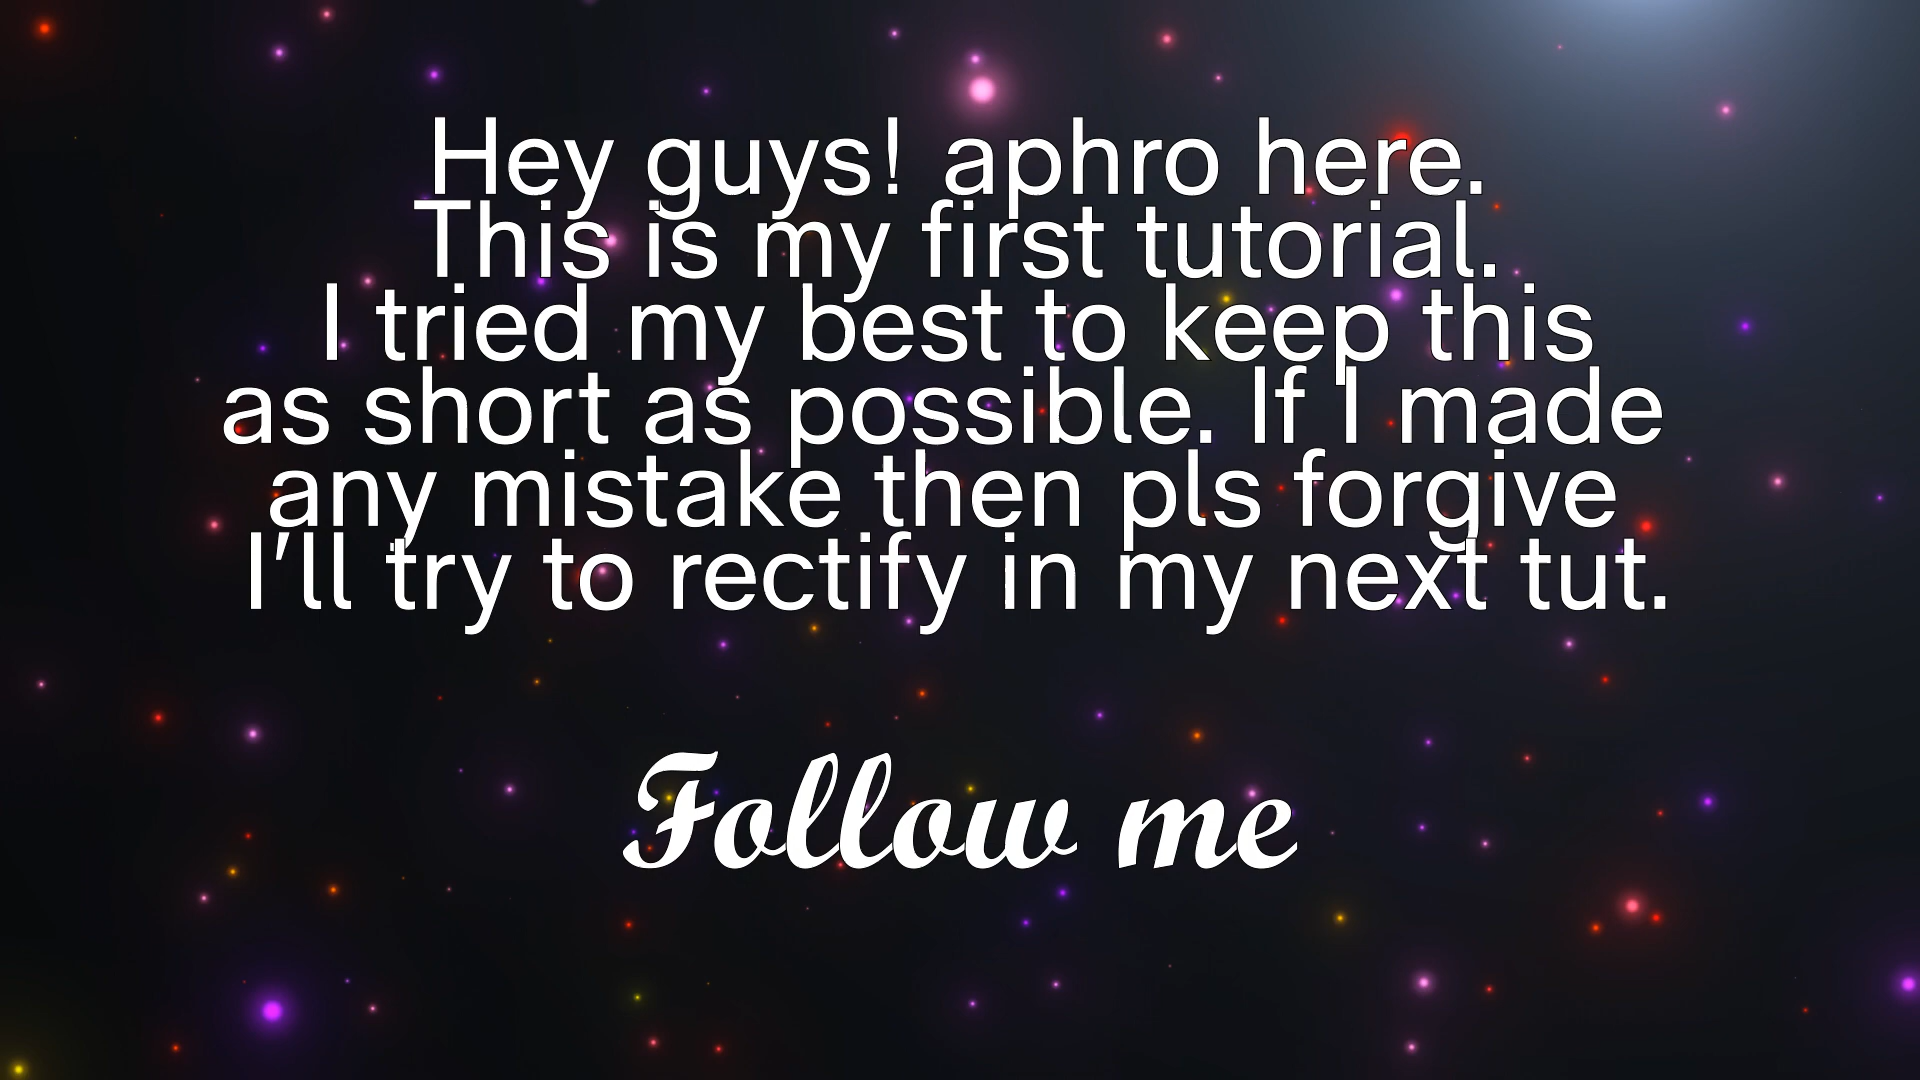 Hey guys! aphro here.
This is my first tutorial.
I tried my best to keep this
as short as possible. If I made
any mistake then pls forgive
I'll try to rectify in my next tut.
Follow me